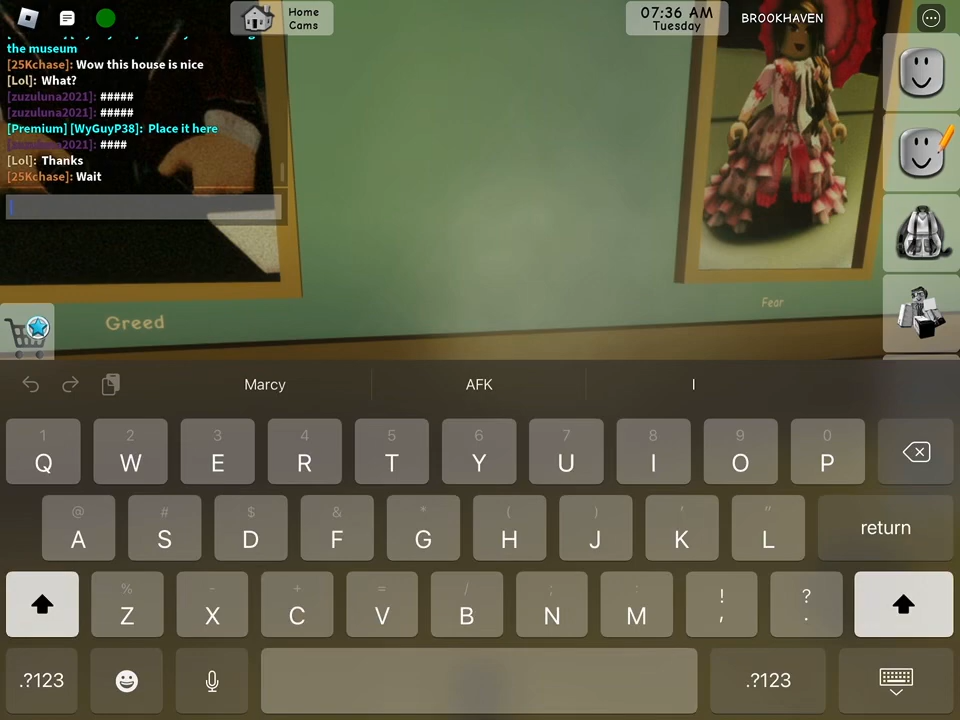 Home
Cams
07:36 AM
Tuesday
BROOKHAVEN
the museum
[25Kchase]: Wow this house is nice
[Lol]: What?
[zuzuluna2021]: #####
[zuzuluna2021]: #####
[Premium] [WyGuyP38]: Place it here
[zuzuluna2021]: ####
[Lol]: Thanks
[25Kchase]: Wait
Greed
Fear
Marcy AFK I
1 2 3 4 5 6 7 8 9 0
Q W E R T Y U I O P
@ # $ & * ( ) ' "
A S D F G H J K L return
% - + = / ; : ! ?
Z X C V B N M , .
.?123 .?123